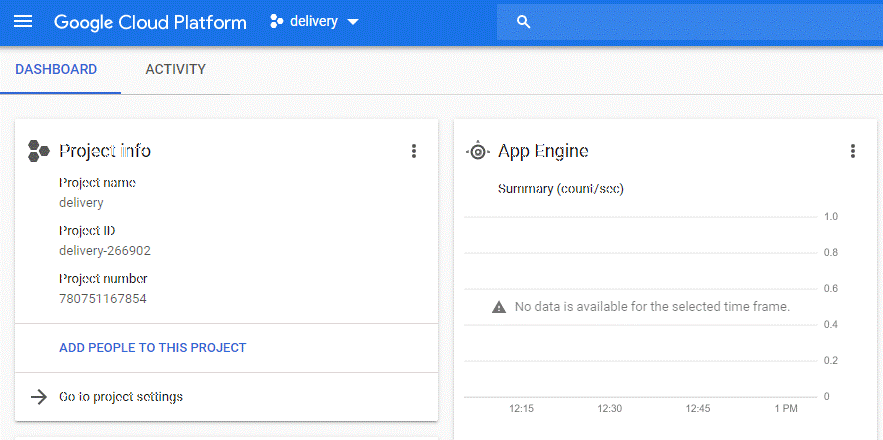 Google Cloud Platform
delivery
DASHBOARD
ACTIVITY
Project info
Project name
delivery
Project ID
delivery-266902
Project number
780751167854
ADD PEOPLE TO THIS PROJECT
Go to project settings
App Engine
Summary (count/sec)
1.0
0.8
0.6
No data is available for the selected time frame.
0.4
0.2
0
12:15 12:30 12:45 1 PM